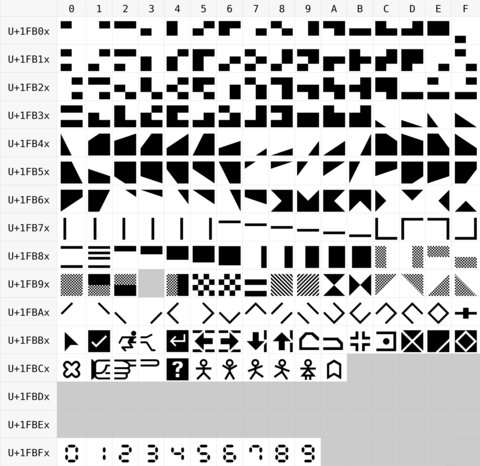 0 1 2 3 4 5 6 7 8 9 A B C D E F
U+1FB0x
U+1FB1x
U+1FB2x
U+1FB3x
U+1FB4x
U+1FB5x
U+1FB6x
U+1FB7x
U+1FB8x
U+1FB9x
U+1FBAx
U+1FBBx
U+1FBCx ?
U+1FBDx
U+1FBEx
U+1FBFx 0 1 2 3 4 5 6 7 8 9